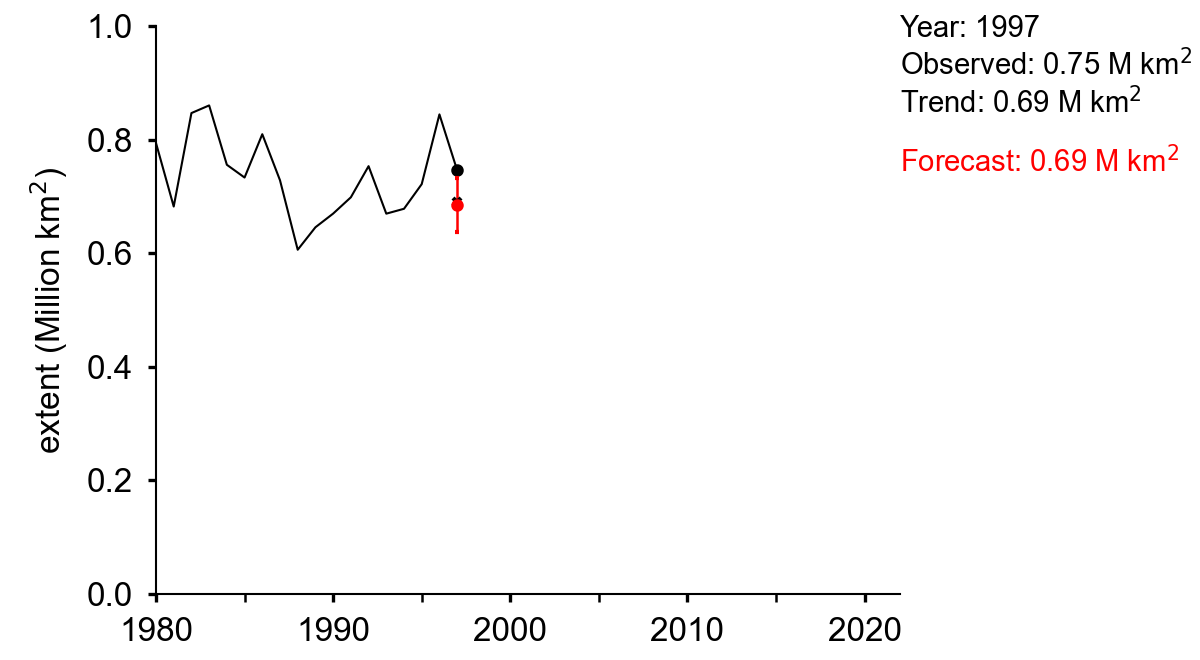 Year: 1997
Observed: 0.75 M km²
Trend: 0.69 M km²
Forecast: 0.69 M km²
extent (Million km²)
1.0
0.8
0.6
0.4
0.2
0.0
1980 1990 2000 2010 2020